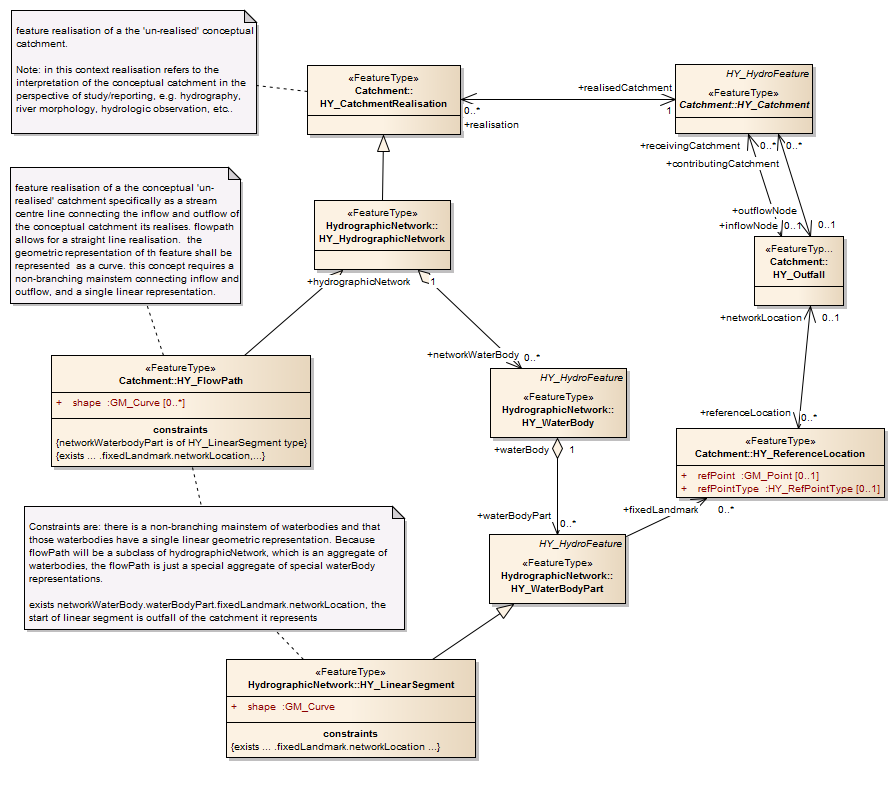 feature realisation of a the 'un-realised' conceptual
catchment.
Note: in this context realisation refers to the
interpretation of the conceptual catchment in the
perspective of study/reporting, e.g. hydrography,
river morphology, hydrologic observation, etc..
«FeatureType»
Catchment::
HY_CatchmentRealisation
0..*
+realisation
+realisedCatchment
1
HY_HydroFeature
«FeatureType»
Catchment::HY_Catchment
+receivingCatchment
0..*
0..*
+contributingCatchment
+outflowNode
+inflowNode
0..1
0..1
«FeatureTyp...
Catchment::
HY_Outfall
+networkLocation
0..1
feature realisation of a the conceptual 'un-
realised' catchment specifically as a stream
centre line connecting the inflow and outflow of
the conceptual catchment its realises. flowpath
allows for a straight line realisation.  the
geometric representation of th feature shall be
represented  as a curve. this concept requires a
non-branching mainstem connecting inflow and
outflow, and a single linear representation.
«FeatureType»
HydrographicNetwork::
HY_HydrographicNetwork
+hydrographicNetwork
1
+networkWaterBody
0..*
«FeatureType»
Catchment::HY_FlowPath
+ shape :GM_Curve [0..*]
constraints
{networkWaterbodyPart is of HY_LinearSegment type}
{exists ... .fixedLandmark.networkLocation,...}
HY_HydroFeature
«FeatureType»
HydrographicNetwork::
HY_WaterBody
+waterBody
1
+referenceLocation
0..*
«FeatureType»
Catchment::HY_ReferenceLocation
+ refPoint :GM_Point [0..1]
+ refPointType :HY_RefPointType [0..1]
+fixedLandmark
0..*
+waterBodyPart
0..*
HY_HydroFeature
«FeatureType»
HydrographicNetwork::
HY_WaterBodyPart
Constraints are: there is a non-branching mainstem of waterbodies and that
those waterbodies have a single linear geometric representation. Because
flowPath will be a subclass of hydrographicNetwork, which is an aggregate of
waterbodies, the flowPath is just a special aggregate of special waterBody
representations.
exists networkWaterBody.waterBodyPart.fixedLandmark.networkLocation, the
start of linear segment is outfall of the catchment it represents
«FeatureType»
HydrographicNetwork::HY_LinearSegment
+ shape :GM_Curve
constraints
{exists ... .fixedLandmark.networkLocation ...}